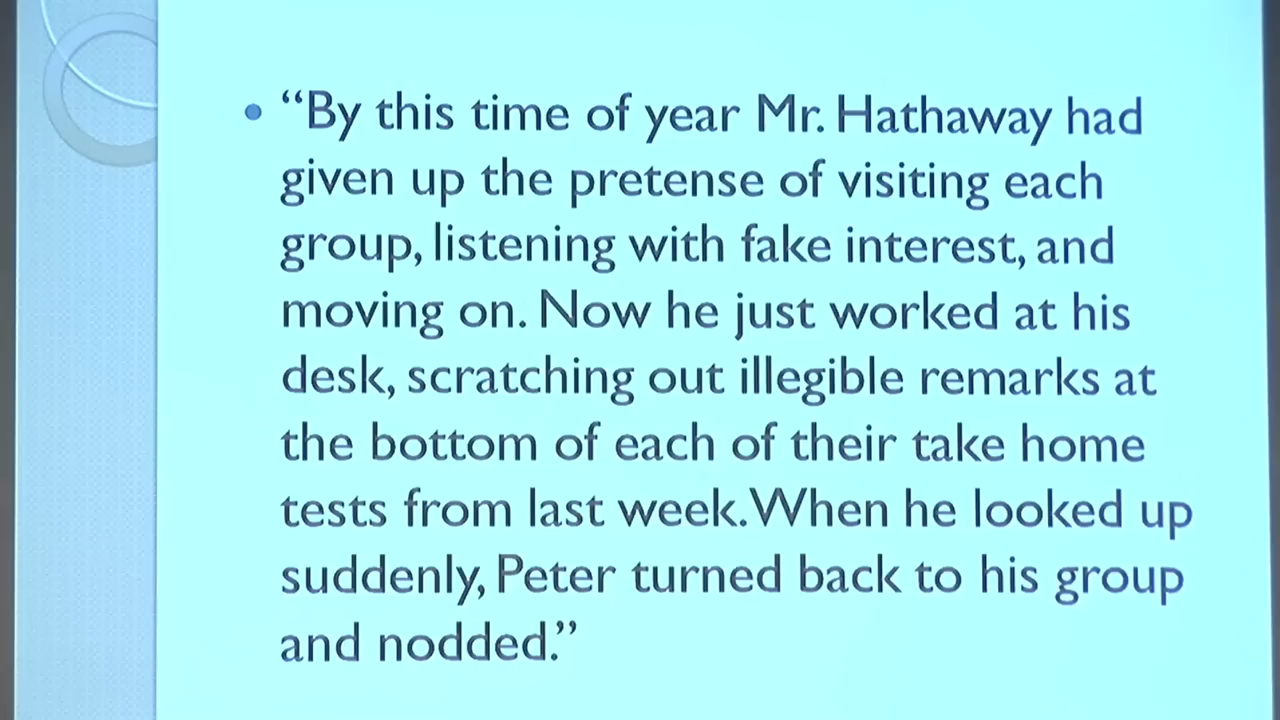 • “By this time of year Mr. Hathaway had
given up the pretense of visiting each
group, listening with fake interest, and
moving on. Now he just worked at his
desk, scratching out illegible remarks at
the bottom of each of their take home
tests from last week. When he looked up
suddenly, Peter turned back to his group
and nodded.”